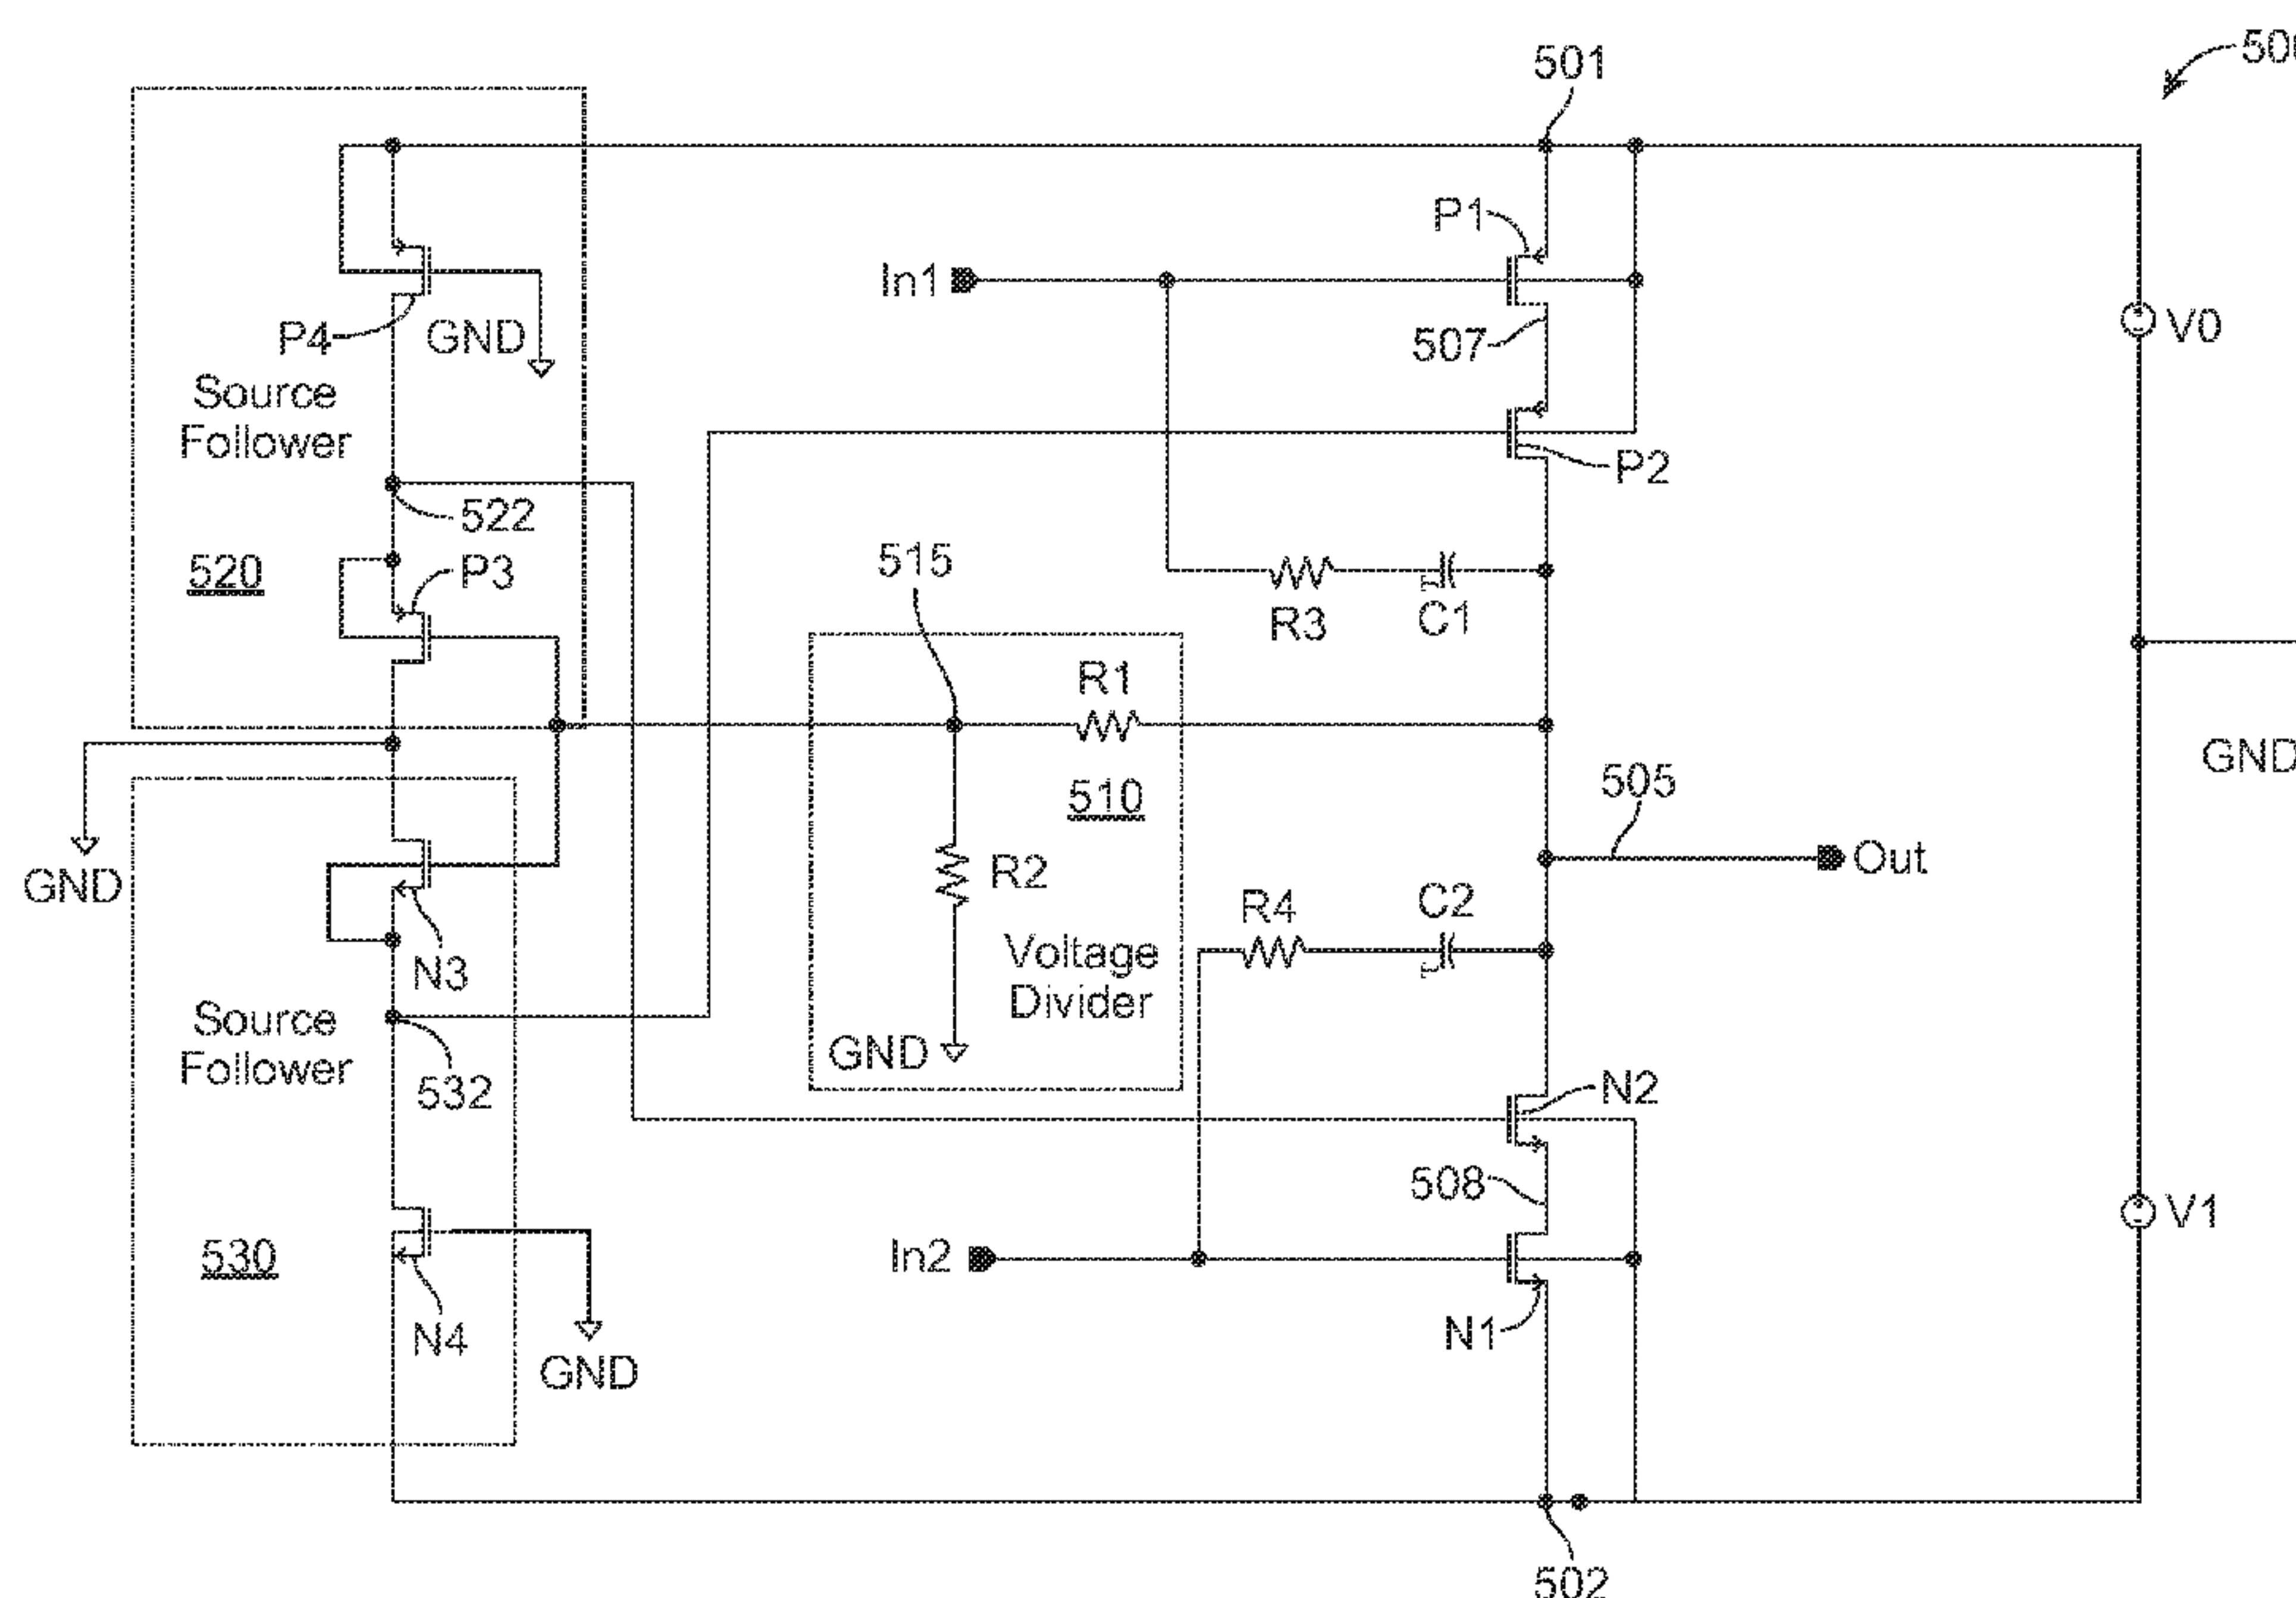 501
500
P1
In1
V0
P4
GND
507
Source
Follower
P2
522
515
520
P3
R3
C1
R1
GND
505
510
GND
R2
Out
R4
C2
N3
Voltage
Divider
Source
Follower
GND
532
N2
508
V1
530
In2
N4
N1
GND
502